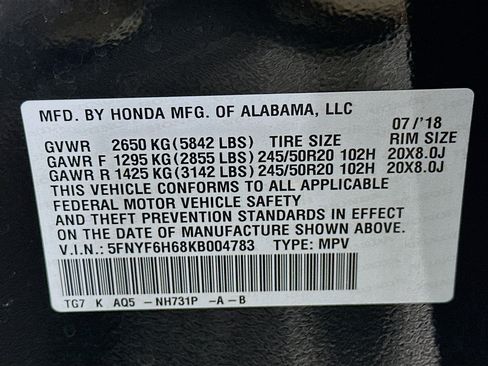 MFD. BY HONDA MFG. OF ALABAMA, LLC
07/'18
GVWR 2650 KG(5842 LBS) TIRE SIZE RIM SIZE
GAWR F 1295 KG(2855 LBS)245/50R20 102H 20X8.0J
GAWR R 1425 KG(3142 LBS)245/50R20 102H 20X8.0J
THIS VEHICLE CONFORMS TO ALL APPLICABLE
FEDERAL MOTOR VEHICLE SAFETY
AND THEFT PREVENTION STANDARDS IN EFFECT
ON THE DATE OF MANUFACTURE SHOWN ABOVE.
V.I.N.: 5FNYF6H68KB004783 TYPE: MPV
TG7 K AQ5 -NH731P -A-B